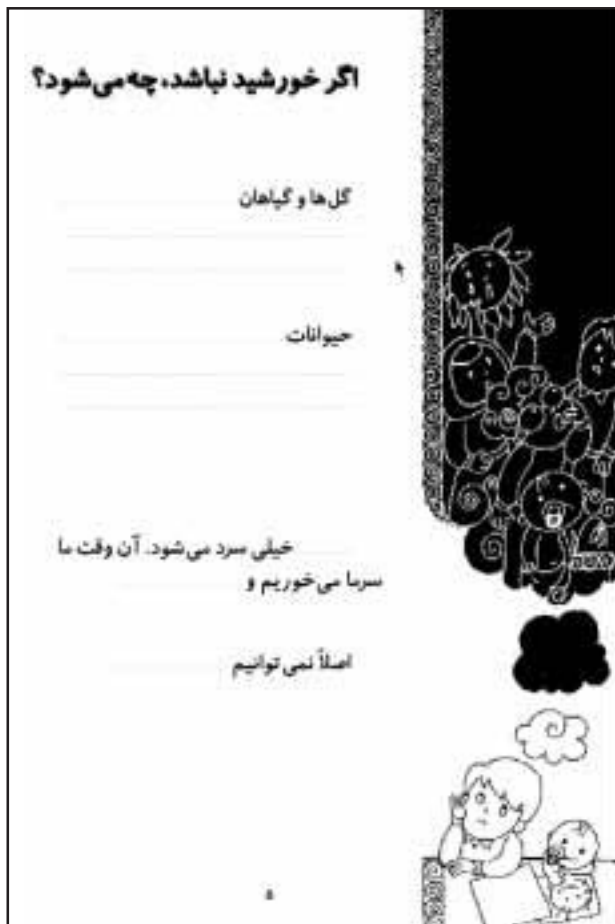 اگر خورشید نباشد، چه می‌شود؟
گل‌ها و گیاهان
حیوانات
خیلی سرد می‌شود. آن وقت ما
سرما می‌خوریم و
اصلاً نمی‌توانیم
۵